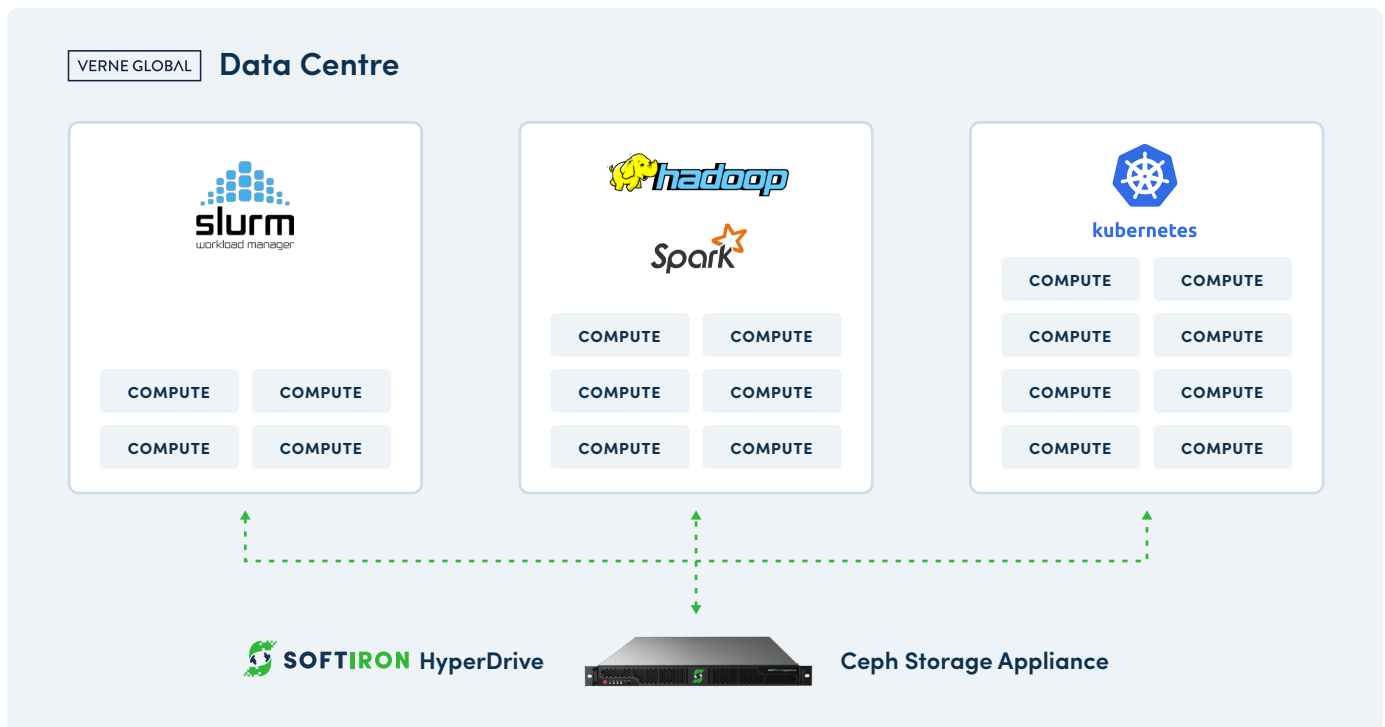 VERNE GLOBAL Data Centre
slurm
workload manager
COMPUTE COMPUTE
COMPUTE COMPUTE
hadoop
Spark
COMPUTE COMPUTE
COMPUTE COMPUTE
COMPUTE COMPUTE
kubernetes
COMPUTE COMPUTE
COMPUTE COMPUTE
COMPUTE COMPUTE
COMPUTE COMPUTE
SOFTIRON HyperDrive
Ceph Storage Appliance